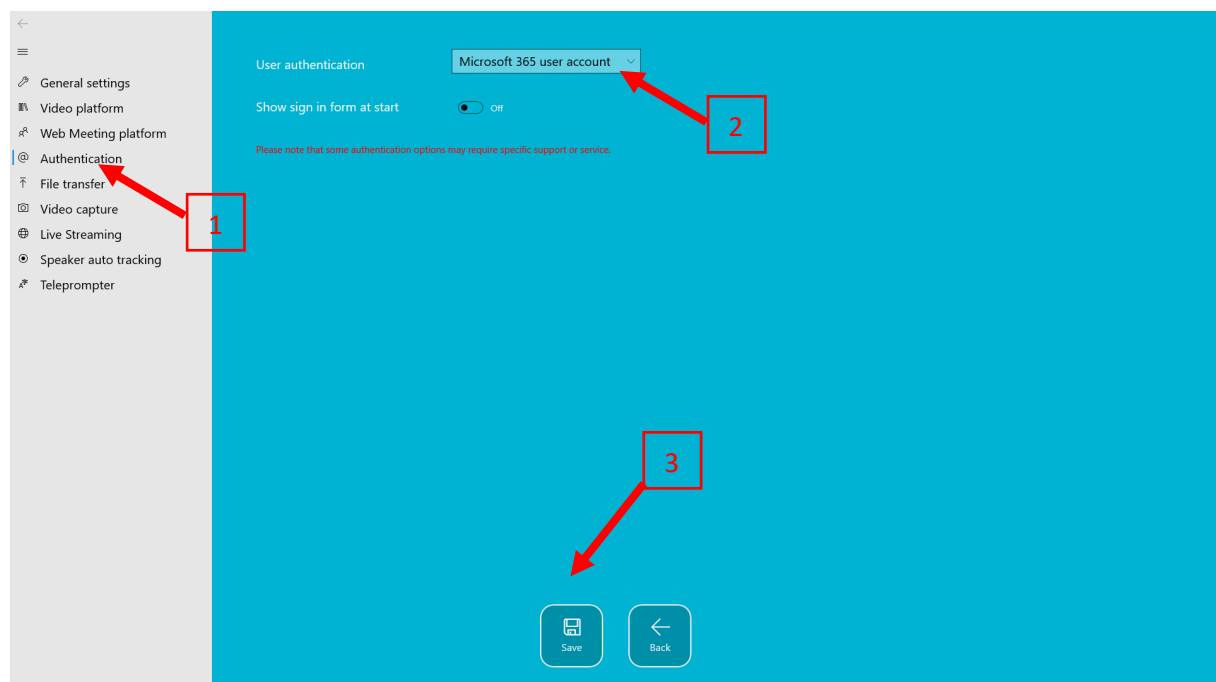 General settings
Video platform
Web Meeting platform
Authentication
File transfer
Video capture
Live Streaming
Speaker auto tracking
Teleprompter
User authentication
Microsoft 365 user account
Show sign in form at start
Off
Please note that some authentication options may require specific support or service.
1
2
3
Save
Back